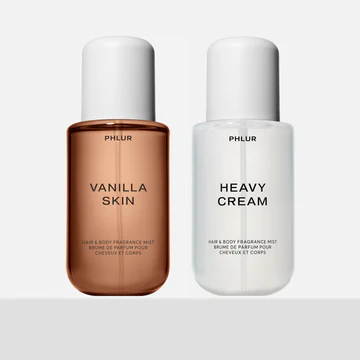 PHLUR
VANILLA
SKIN
HAIR & BODY FRAGRANCE MIST
BRUME DE PARFUM POUR
CHEVEUX ET CORPS
PHLUR
HEAVY
CREAM
HAIR & BODY FRAGRANCE MIST
BRUME DE PARFUM POUR
CHEVEUX ET CORPS